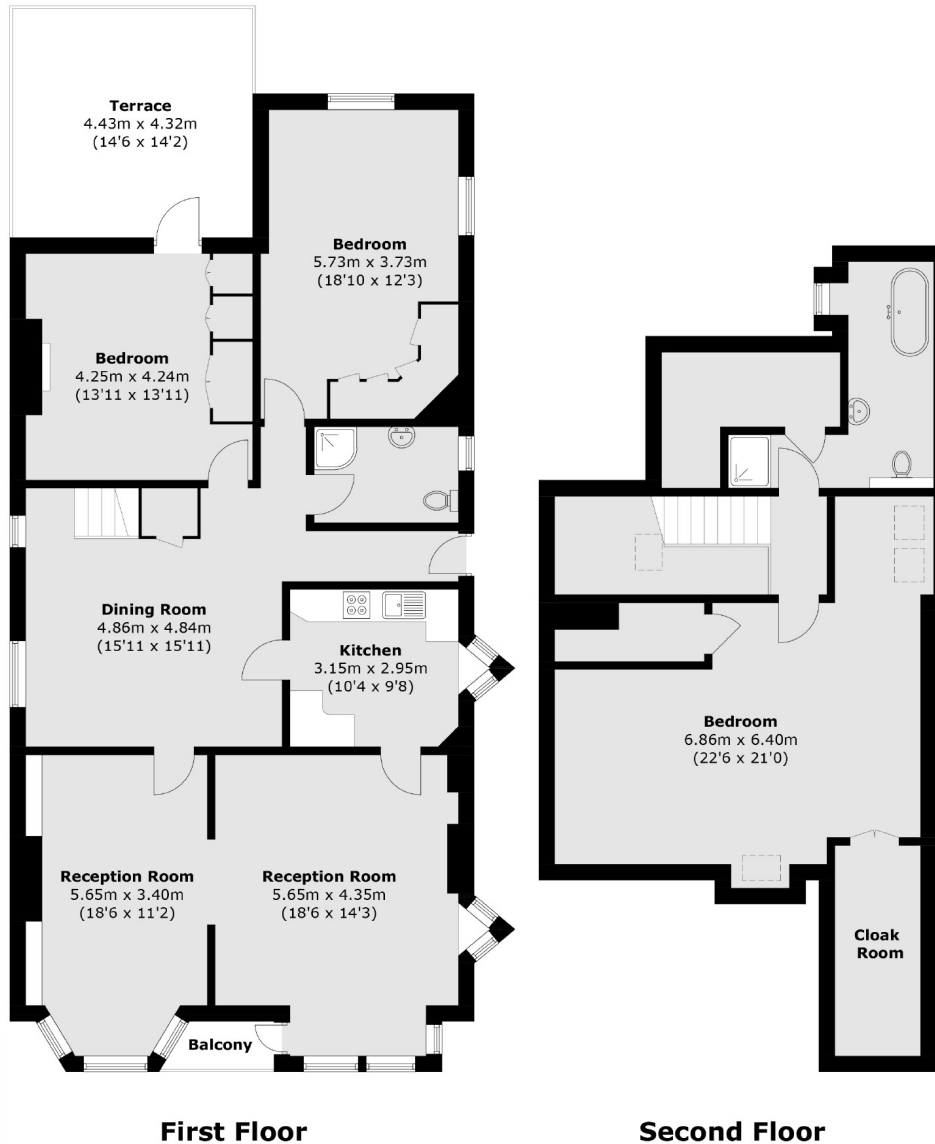 Terrace
4.43m x 4.32m
(14'6 x 14'2)
Bedroom
5.73m x 3.73m
(18'10 x 12'3)
Bedroom
4.25m x 4.24m
(13'11 x 13'11)
Dining Room
4.86m x 4.84m
(15'11 x 15'11)
Kitchen
3.15m x 2.95m
(10'4 x 9'8)
Reception Room
5.65m x 3.40m
(18'6 x 11'2)
Reception Room
5.65m x 4.35m
(18'6 x 14'3)
Balcony
First Floor
Bedroom
6.86m x 6.40m
(22'6 x 21'0)
Cloak
Room
Second Floor